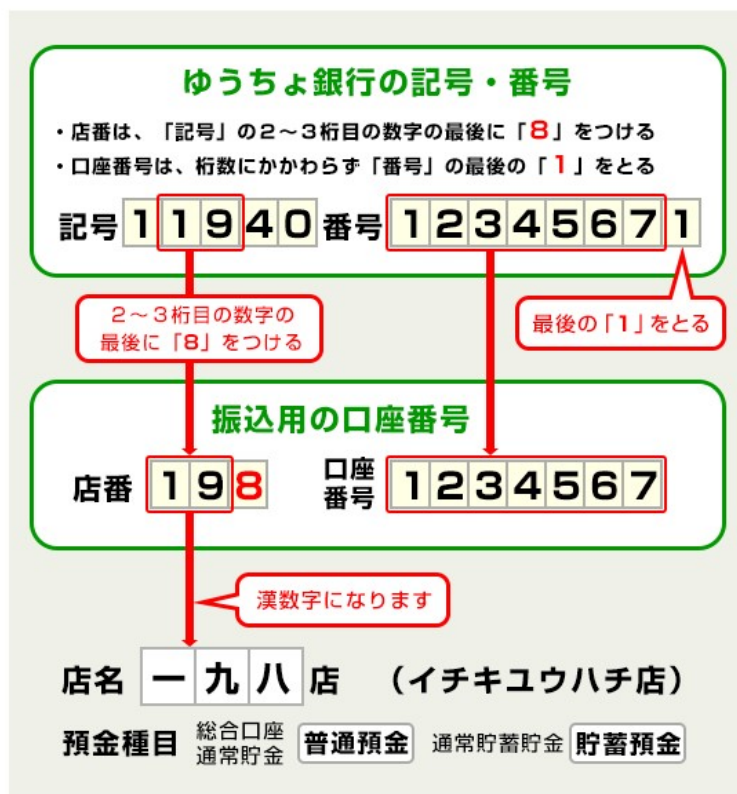 ゆうちょ銀行の記号・番号
・店番は、「記号」の２～３桁目の数字の最後に「８」をつける
・口座番号は、桁数にかかわらず「番号」の最後の「１」をとる
記号 1 1 9 4 0 番号 1 2 3 4 5 6 7 1
２～３桁目の数字の
最後に「8」をつける
最後の「1」をとる
振込用の口座番号
店番 1 9 8 口座番号 1 2 3 4 5 6 7
漢数字になります
店名 一 九 八 店 （イチキユウハチ店）
預金種目 総合口座 通常貯金 普通預金 通常貯蓄貯金 貯蓄預金